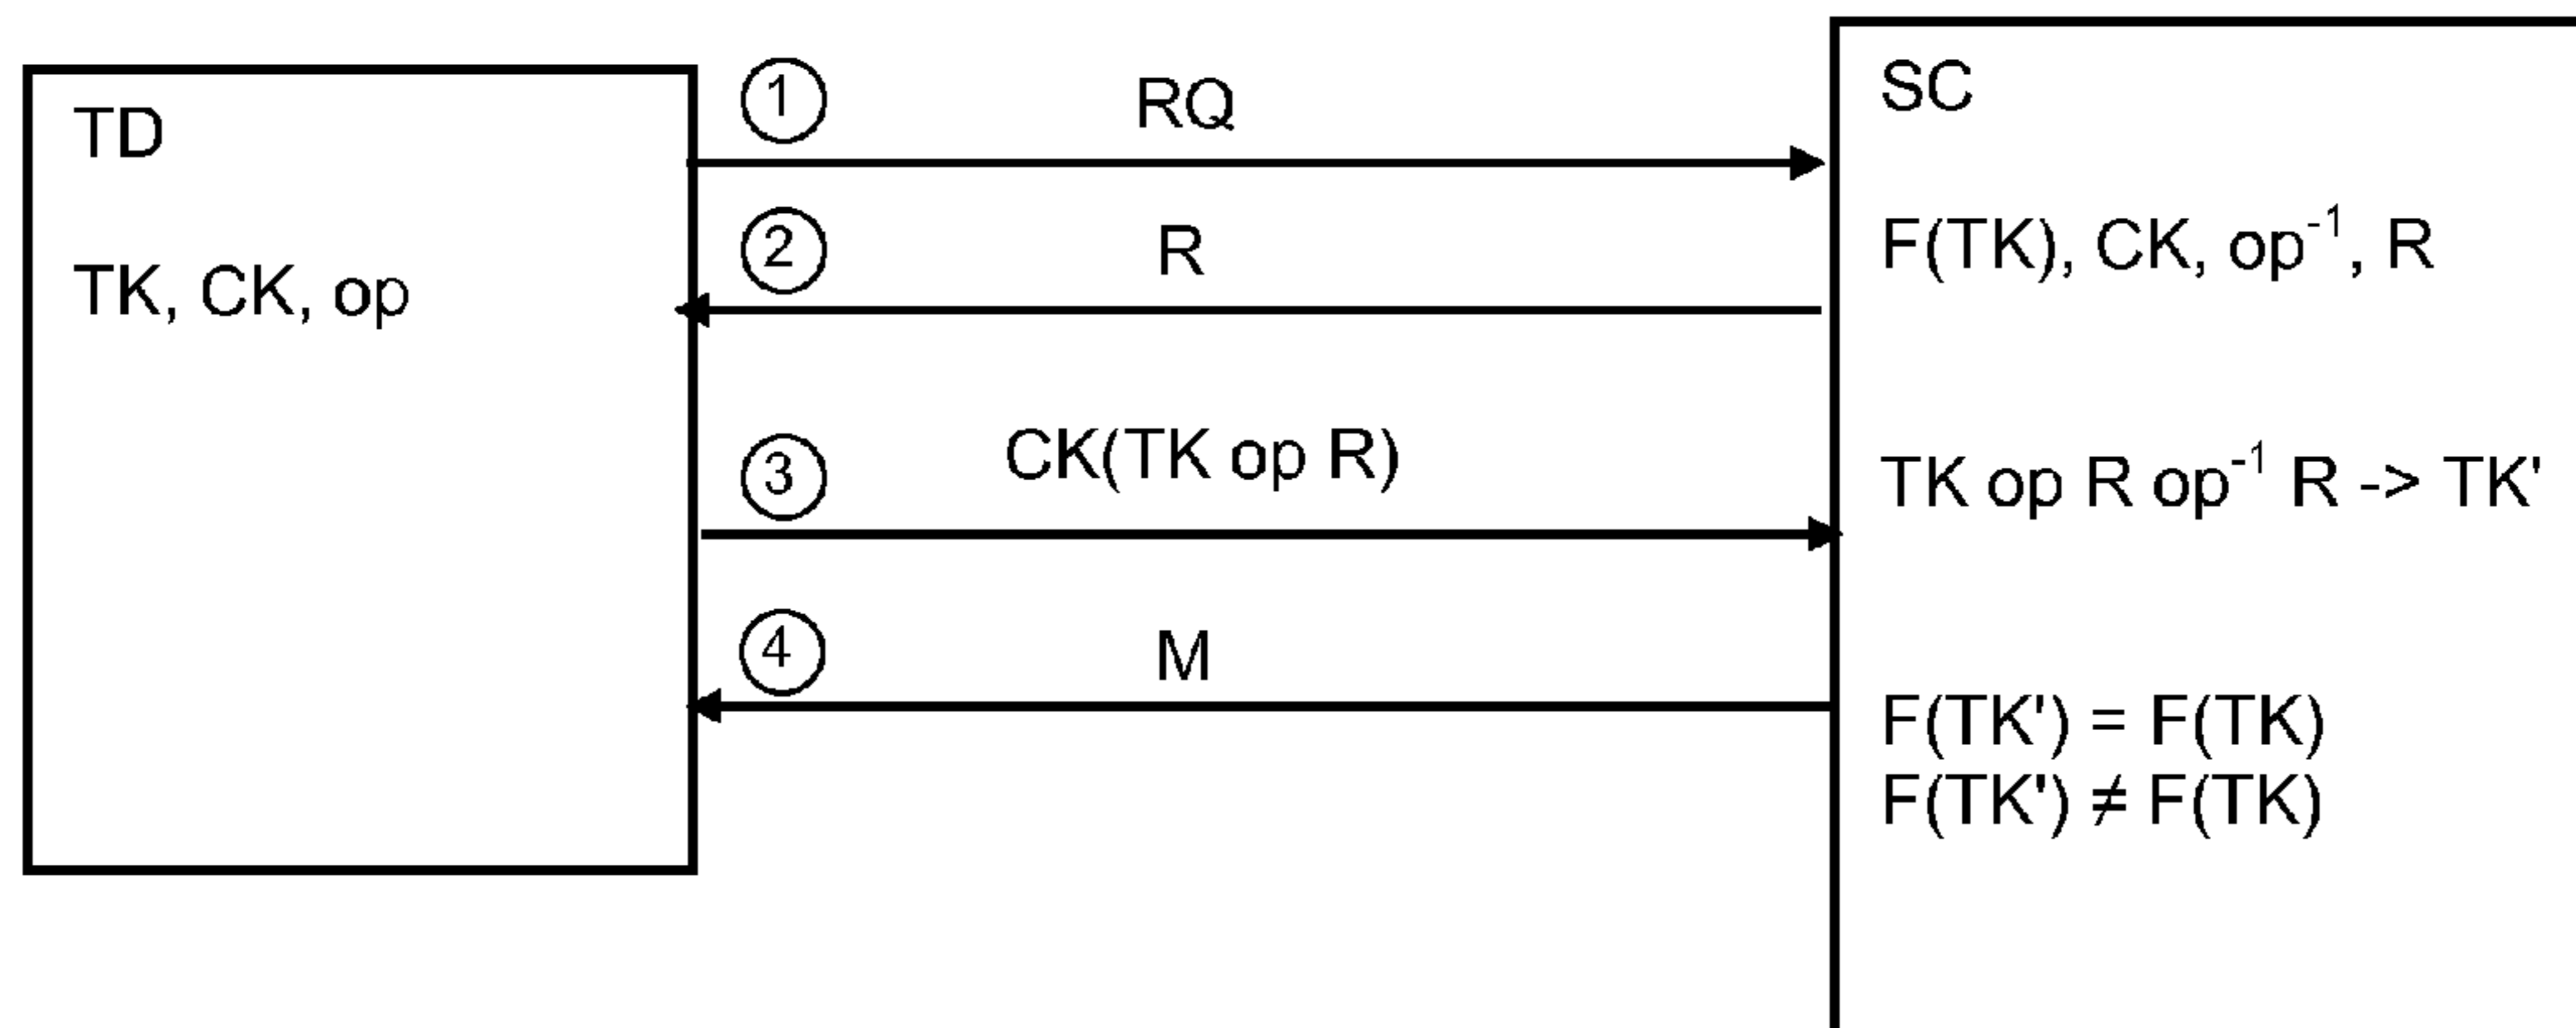 TD
TK, CK, op
1 RQ
2 R
3 CK(TK op R)
4 M
SC
F(TK), CK, op⁻¹, R
TK op R op⁻¹ R -> TK'
F(TK') = F(TK)
F(TK') ≠ F(TK)